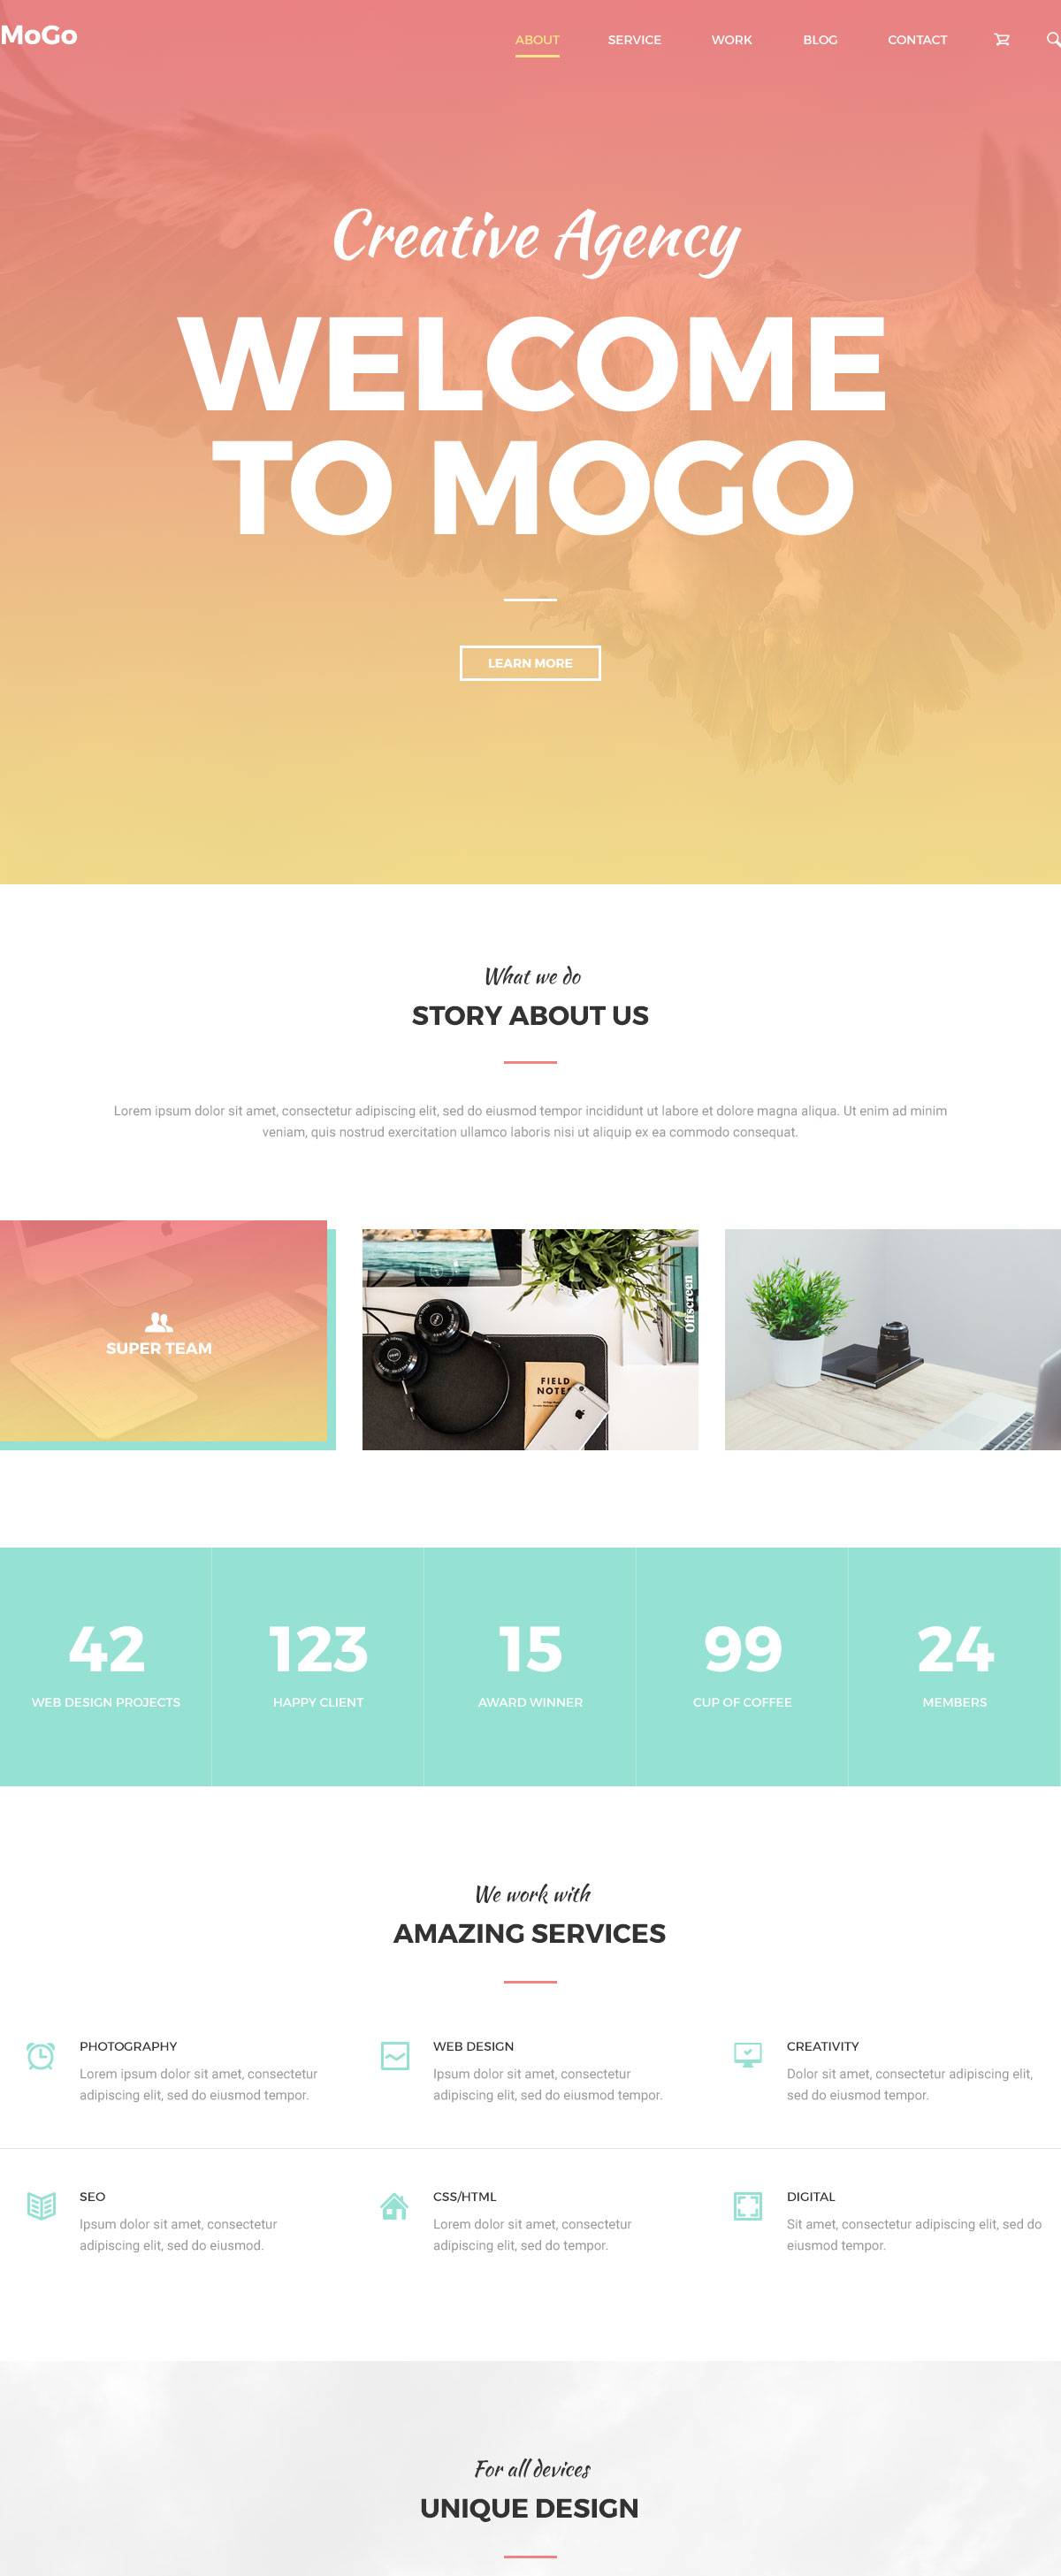 MoGo
ABOUT SERVICE WORK BLOG CONTACT
Creative Agency
WELCOME
TO MOGO
LEARN MORE
What we do
STORY ABOUT US
Lorem ipsum dolor sit amet, consectetur adipiscing elit, sed do eiusmod tempor incididunt ut labore et dolore magna aliqua. Ut enim ad minim
veniam, quis nostrud exercitation ullamco laboris nisi ut aliquip ex ea commodo consequat.
SUPER TEAM
Offscreen
FIELD
NOTES
42
WEB DESIGN PROJECTS
123
HAPPY CLIENT
15
AWARD WINNER
99
CUP OF COFFEE
24
MEMBERS
We work with
AMAZING SERVICES
PHOTOGRAPHY
Lorem ipsum dolor sit amet, consectetur
adipiscing elit, sed do eiusmod tempor.
WEB DESIGN
Ipsum dolor sit amet, consectetur
adipiscing elit, sed do eiusmod tempor.
CREATIVITY
Dolor sit amet, consectetur adipiscing elit,
sed do eiusmod tempor.
SEO
Ipsum dolor sit amet, consectetur
adipiscing elit, sed do eiusmod.
CSS/HTML
Lorem dolor sit amet, consectetur
adipiscing elit, sed do tempor.
DIGITAL
Sit amet, consectetur adipiscing elit, sed do
eiusmod tempor.
For all devices
UNIQUE DESIGN